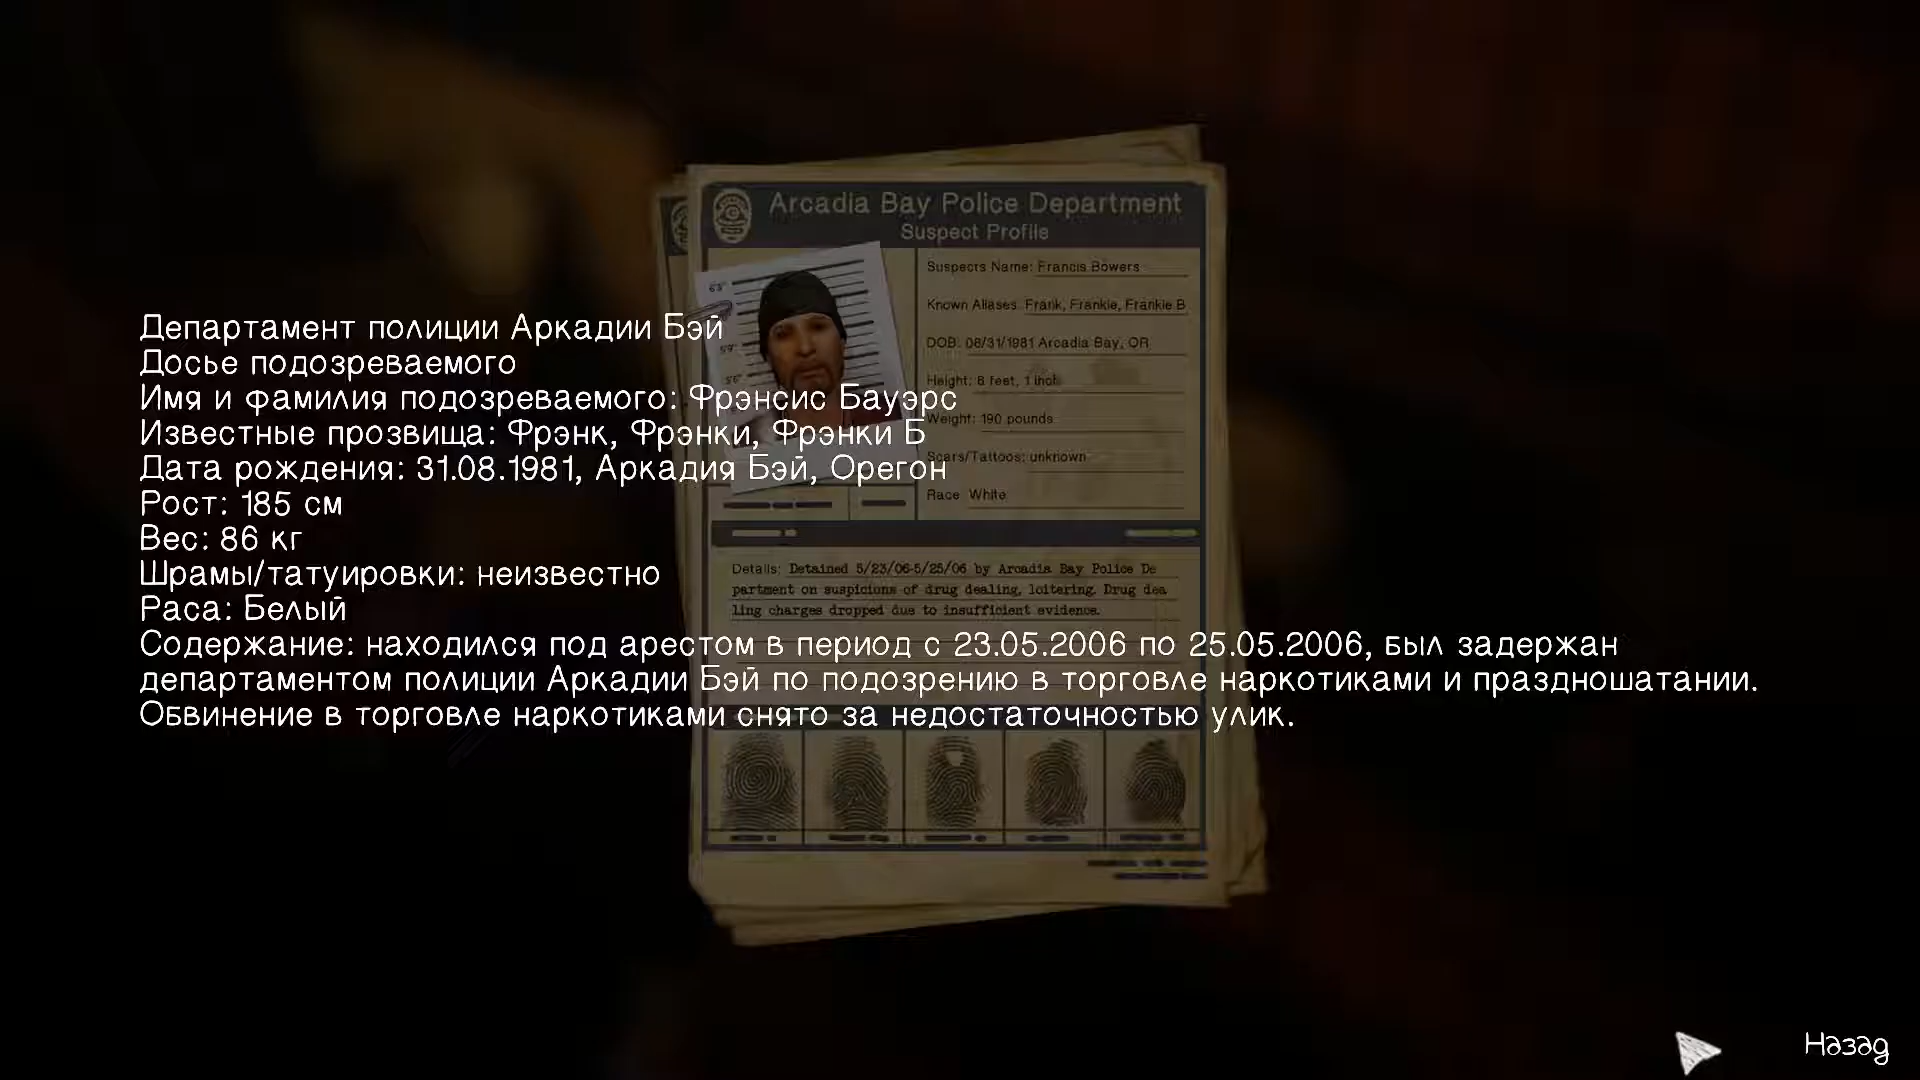 Arcadia Bay Police Department
Suspect Profile
Suspects Name: Francis Bowers
Known Aliases: Frank, Frankie, Frankie B
DOB: 08/31/1981 Arcadia Bay, OR
Height: 6 feet, 1 inch
Weight: 190 pounds
Scars/Tattoos: unknown
Race: White
6'3"
5'9"
5'6"
Details: Detained 5/23/06-5/25/06 by Arcadia Bay Police De
partment on suspicions of drug dealing, loitering. Drug dea
ling charges dropped due to insufficient evidence.
Департамент полиции Аркадии Бэй
Досье подозреваемого
Имя и фамилия подозреваемого: Фрэнсис Бауэрс
Известные прозвища: Фрэнк, Фрэнки, Фрэнки Б
Дата рождения: 31.08.1981, Аркадия Бэй, Орегон
Рост: 185 см
Вес: 86 кг
Шрамы/татуировки: неизвестно
Раса: Белый
Содержание: находился под арестом в период с 23.05.2006 по 25.05.2006, был задержан
департаментом полиции Аркадии Бэй по подозрению в торговле наркотиками и праздношатании.
Обвинение в торговле наркотиками снято за недостаточностью улик.
Назад